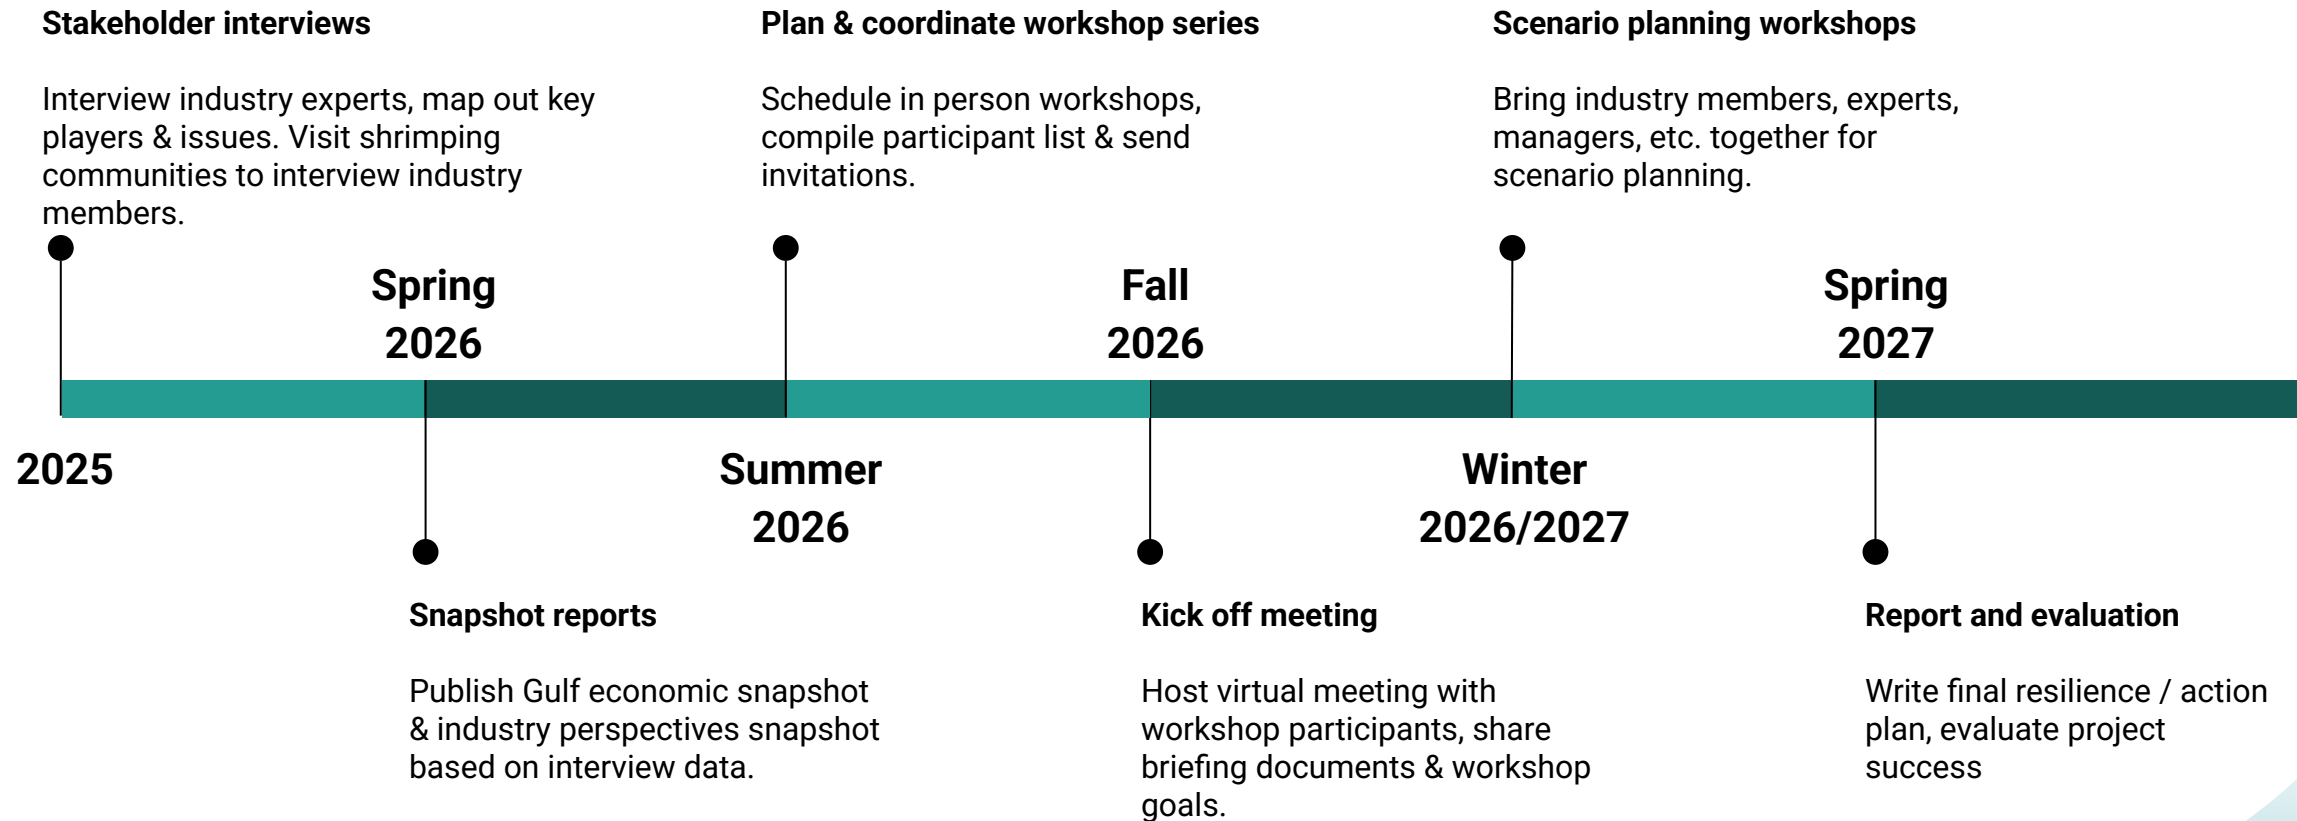 Stakeholder interviews
Interview industry experts, map out key
players & issues. Visit shrimping
communities to interview industry
members.
Plan & coordinate workshop series
Schedule in person workshops,
compile participant list & send
invitations.
Scenario planning workshops
Bring industry members, experts,
managers, etc. together for
scenario planning.
Spring
2026
Fall
2026
Spring
2027
2025
Summer
2026
Winter
2026/2027
Snapshot reports
Publish Gulf economic snapshot
& industry perspectives snapshot
based on interview data.
Kick off meeting
Host virtual meeting with
workshop participants, share
briefing documents & workshop
goals.
Report and evaluation
Write final resilience / action
plan, evaluate project
success